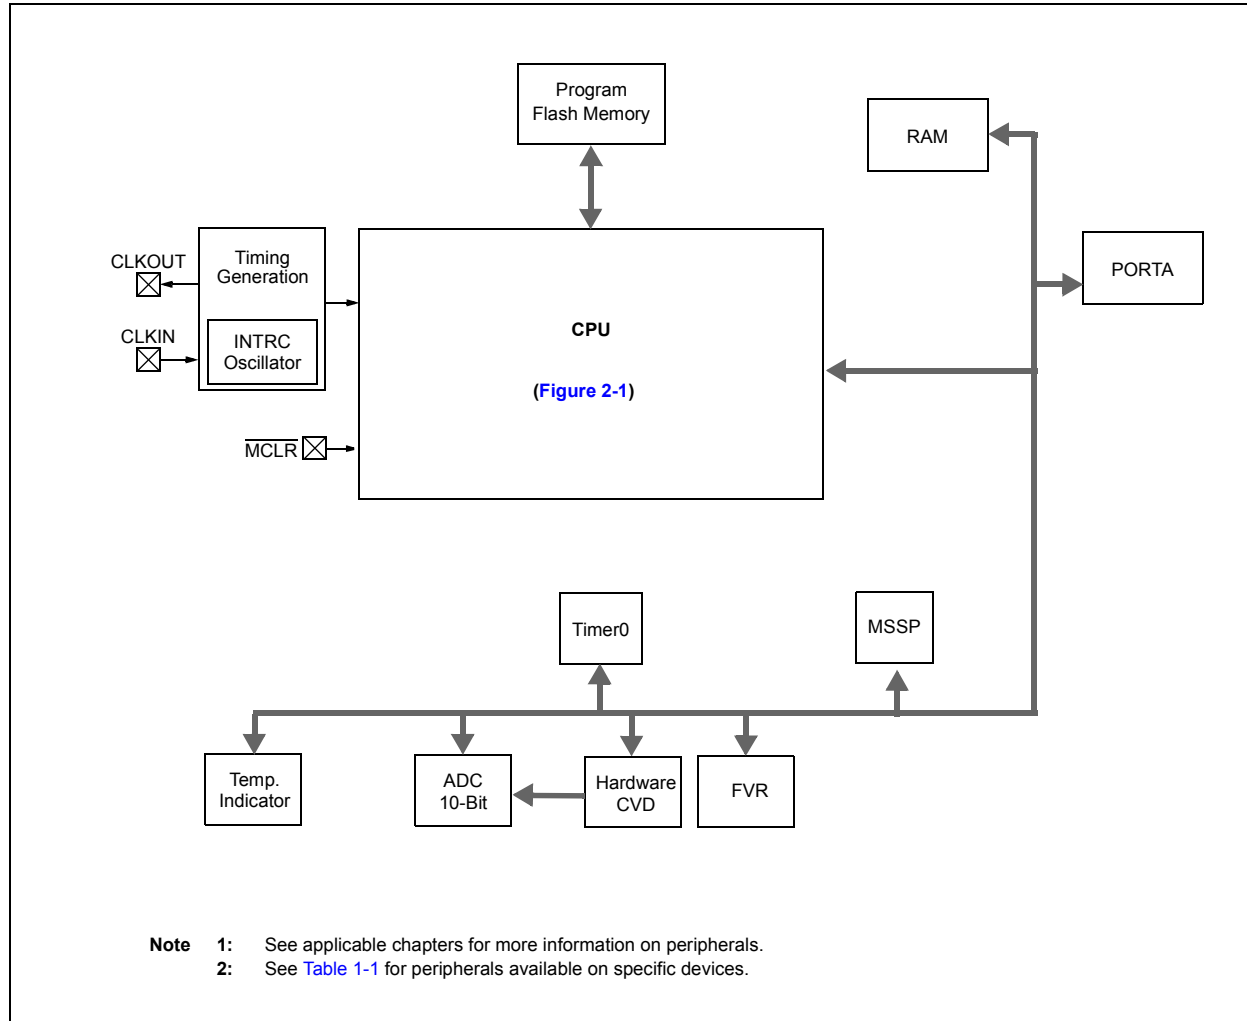 Program
Flash Memory
RAM
Timing
Generation
CLKOUT
PORTA
CLKIN
INTRC
Oscillator
CPU
(Figure 2-1)
MCLR
Timer0
MSSP
Temp.
Indicator
ADC
10-Bit
Hardware
CVD
FVR
Note 1: See applicable chapters for more information on peripherals.
2: See Table 1-1 for peripherals available on specific devices.